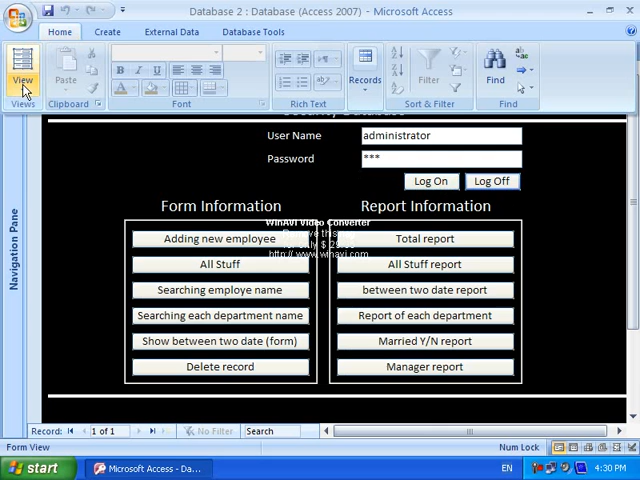 Database 2 : Database (Access 2007) - Microsoft Access
Home Create External Data Database Tools
View
Paste
Records
Filter
Find
Views Clipboard Font Rich Text Sort & Filter Find
User Name administrator
Password ***
Log On Log Off
Form Information Report Information
WinAVI Video Converter
Adding new employee Total report
for only $
http://www.winavi.com
All Stuff All Stuff report
Searching employe name between two date report
Searching each department name Report of each department
Show between two date (form) Married Y/N report
Delete record Manager report
Navigation Pane
Record: 1 of 1 No Filter Search
Form View Num Lock
start Microsoft Access - Da... EN 4:30 PM